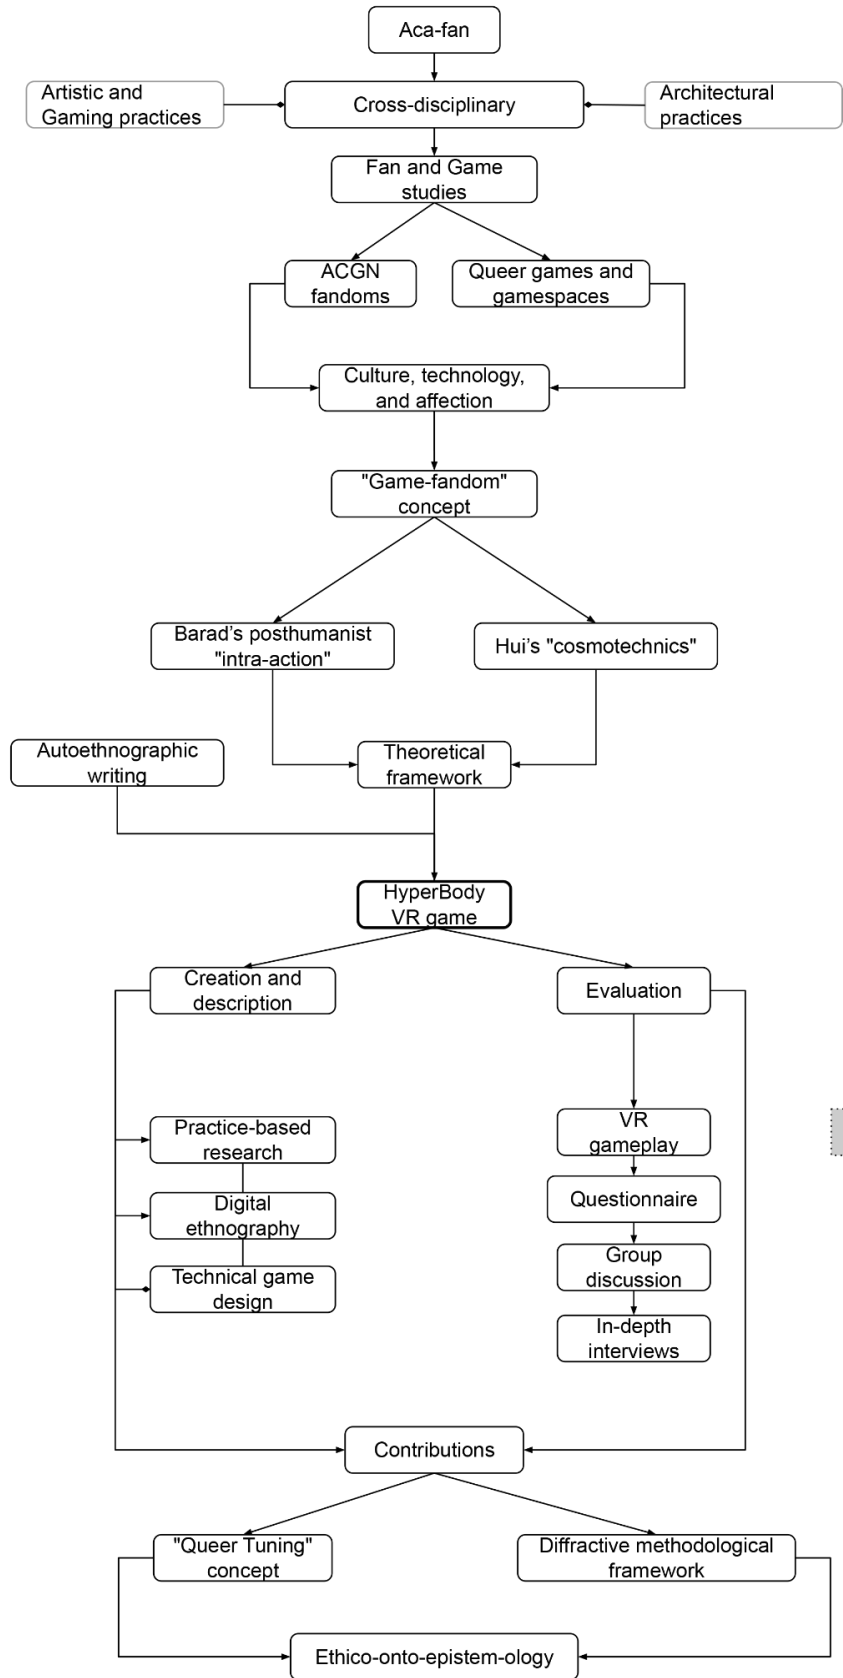 Aca-fan
Artistic and
Gaming practices
Cross-disciplinary
Architectural
practices
Fan and Game
studies
ACGN
fandoms
Queer games and
gamespaces
Culture, technology,
and affection
"Game-fandom"
concept
Barad’s posthumanist
"intra-action"
Hui’s "cosmotechnics"
Autoethnographic
writing
Theoretical
framework
HyperBody
VR game
Creation and
description
Evaluation
Practice-based
research
Digital
ethnography
Technical game
design
VR
gameplay
Questionnaire
Group
discussion
In-depth
interviews
Contributions
"Queer Tuning"
concept
Diffractive methodological
framework
Ethico-onto-epistem-ology